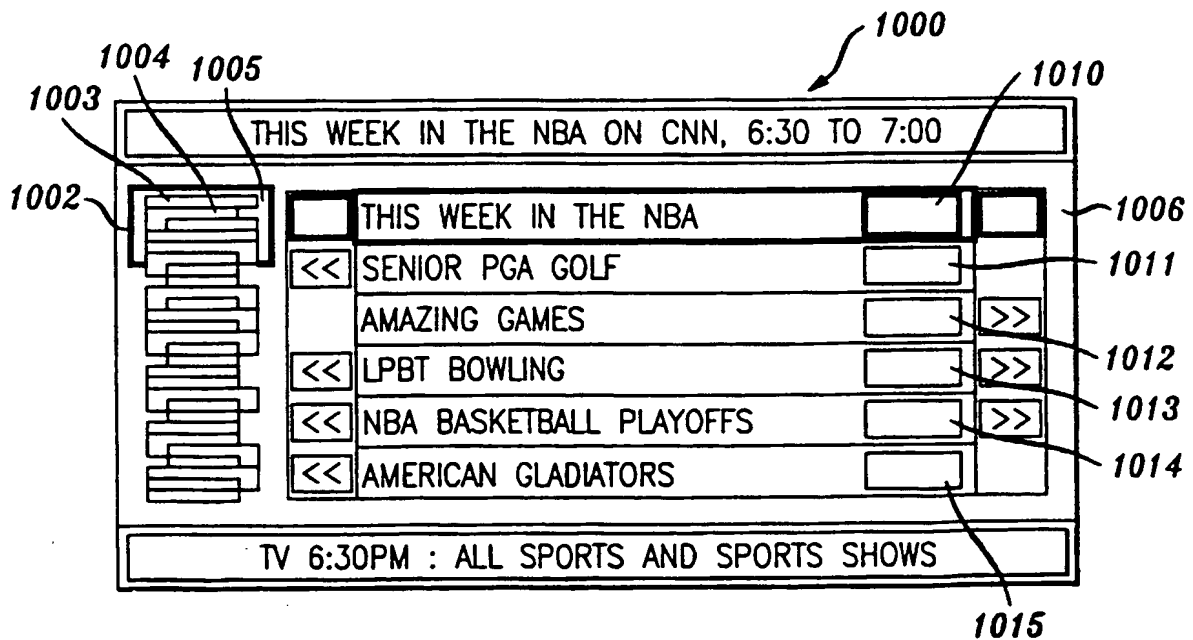 1000
1004
1005
1010
1003
THIS WEEK IN THE NBA ON CNN, 6:30 TO 7:00
1002
THIS WEEK IN THE NBA
1006
<< SENIOR PGA GOLF
1011
AMAZING GAMES >>
1012
<< LPBT BOWLING >>
1013
<< NBA BASKETBALL PLAYOFFS >>
1014
<< AMERICAN GLADIATORS
TV 6:30PM : ALL SPORTS AND SPORTS SHOWS
1015